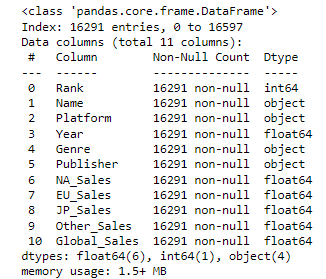 <class 'pandas.core.frame.DataFrame'>
Index: 16291 entries, 0 to 16597
Data columns (total 11 columns):
 #   Column        Non-Null Count  Dtype
---  ------        --------------  -----
 0   Rank          16291 non-null  int64
 1   Name          16291 non-null  object
 2   Platform      16291 non-null  object
 3   Year          16291 non-null  float64
 4   Genre         16291 non-null  object
 5   Publisher     16291 non-null  object
 6   NA_Sales      16291 non-null  float64
 7   EU_Sales      16291 non-null  float64
 8   JP_Sales      16291 non-null  float64
 9   Other_Sales   16291 non-null  float64
 10  Global_Sales  16291 non-null  float64
dtypes: float64(6), int64(1), object(4)
memory usage: 1.5+ MB